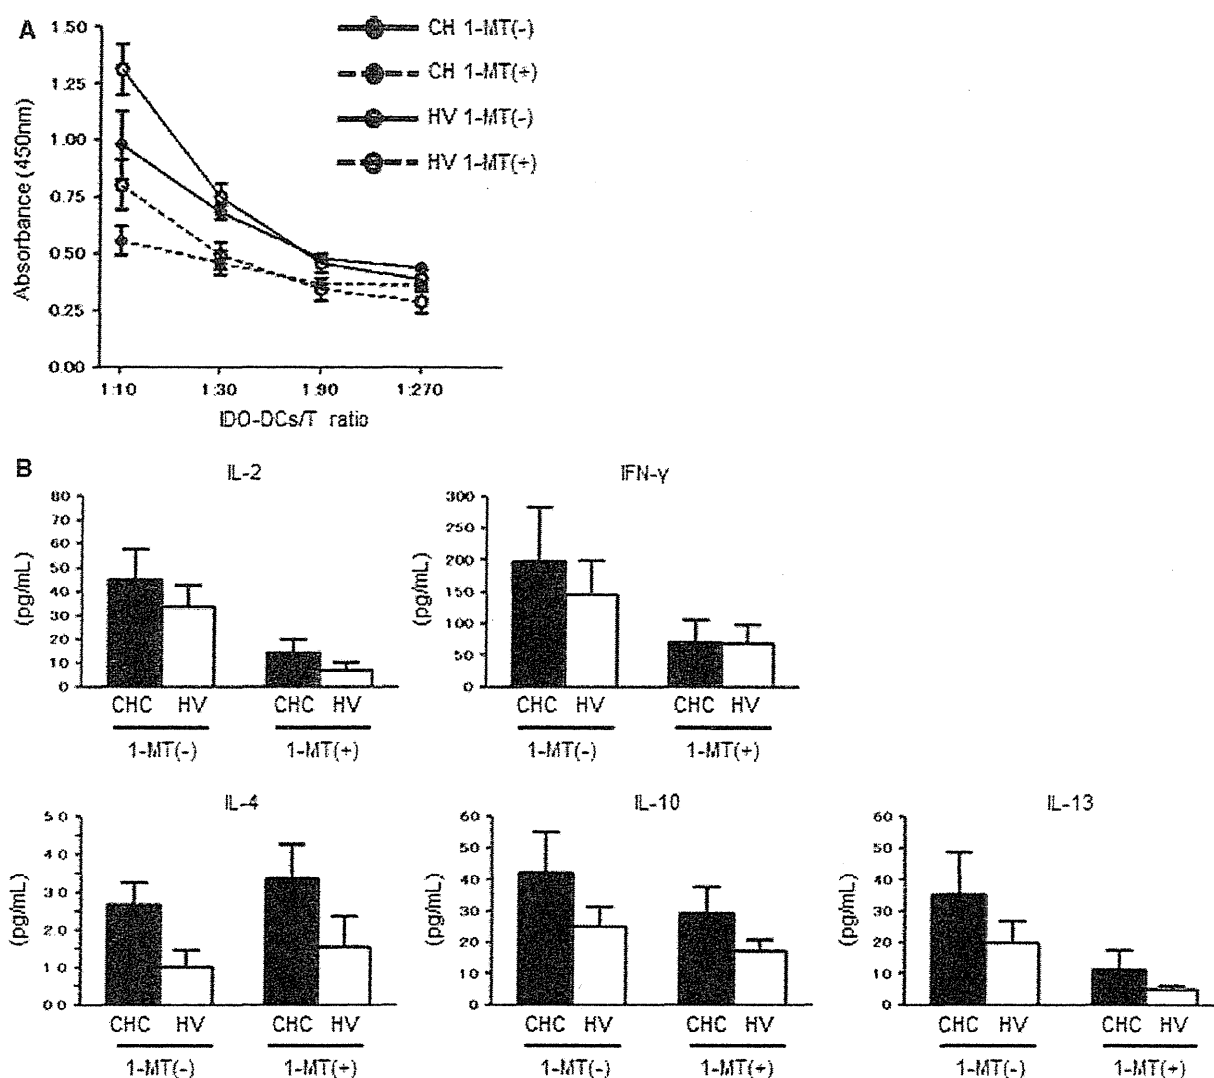 A
1.50
1.25
1.00
0.75
0.50
0.25
0.00
Absorbance (450nm)
1:10 1:30 1:90 1:270
IDO-DCs/T ratio
CH 1-MT(-)
CH 1-MT(+)
HV 1-MT(-)
HV 1-MT(+)
B
IL-2
80
70
60
50
40
30
20
10
0
(pg/mL)
CHC HV CHC HV
1-MT(-) 1-MT(+)
IFN-γ
300
250
200
150
100
50
0
(pg/mL)
CHC HV CHC HV
1-MT(-) 1-MT(+)
IL-4
5.0
4.0
3.0
2.0
1.0
0.0
(pg/mL)
CHC HV CHC HV
1-MT(-) 1-MT(+)
IL-10
60
50
40
30
20
10
0
(pg/mL)
CHC HV CHC HV
1-MT(-) 1-MT(+)
IL-13
60
50
40
30
20
10
0
(pg/mL)
CHC HV CHC HV
1-MT(-) 1-MT(+)